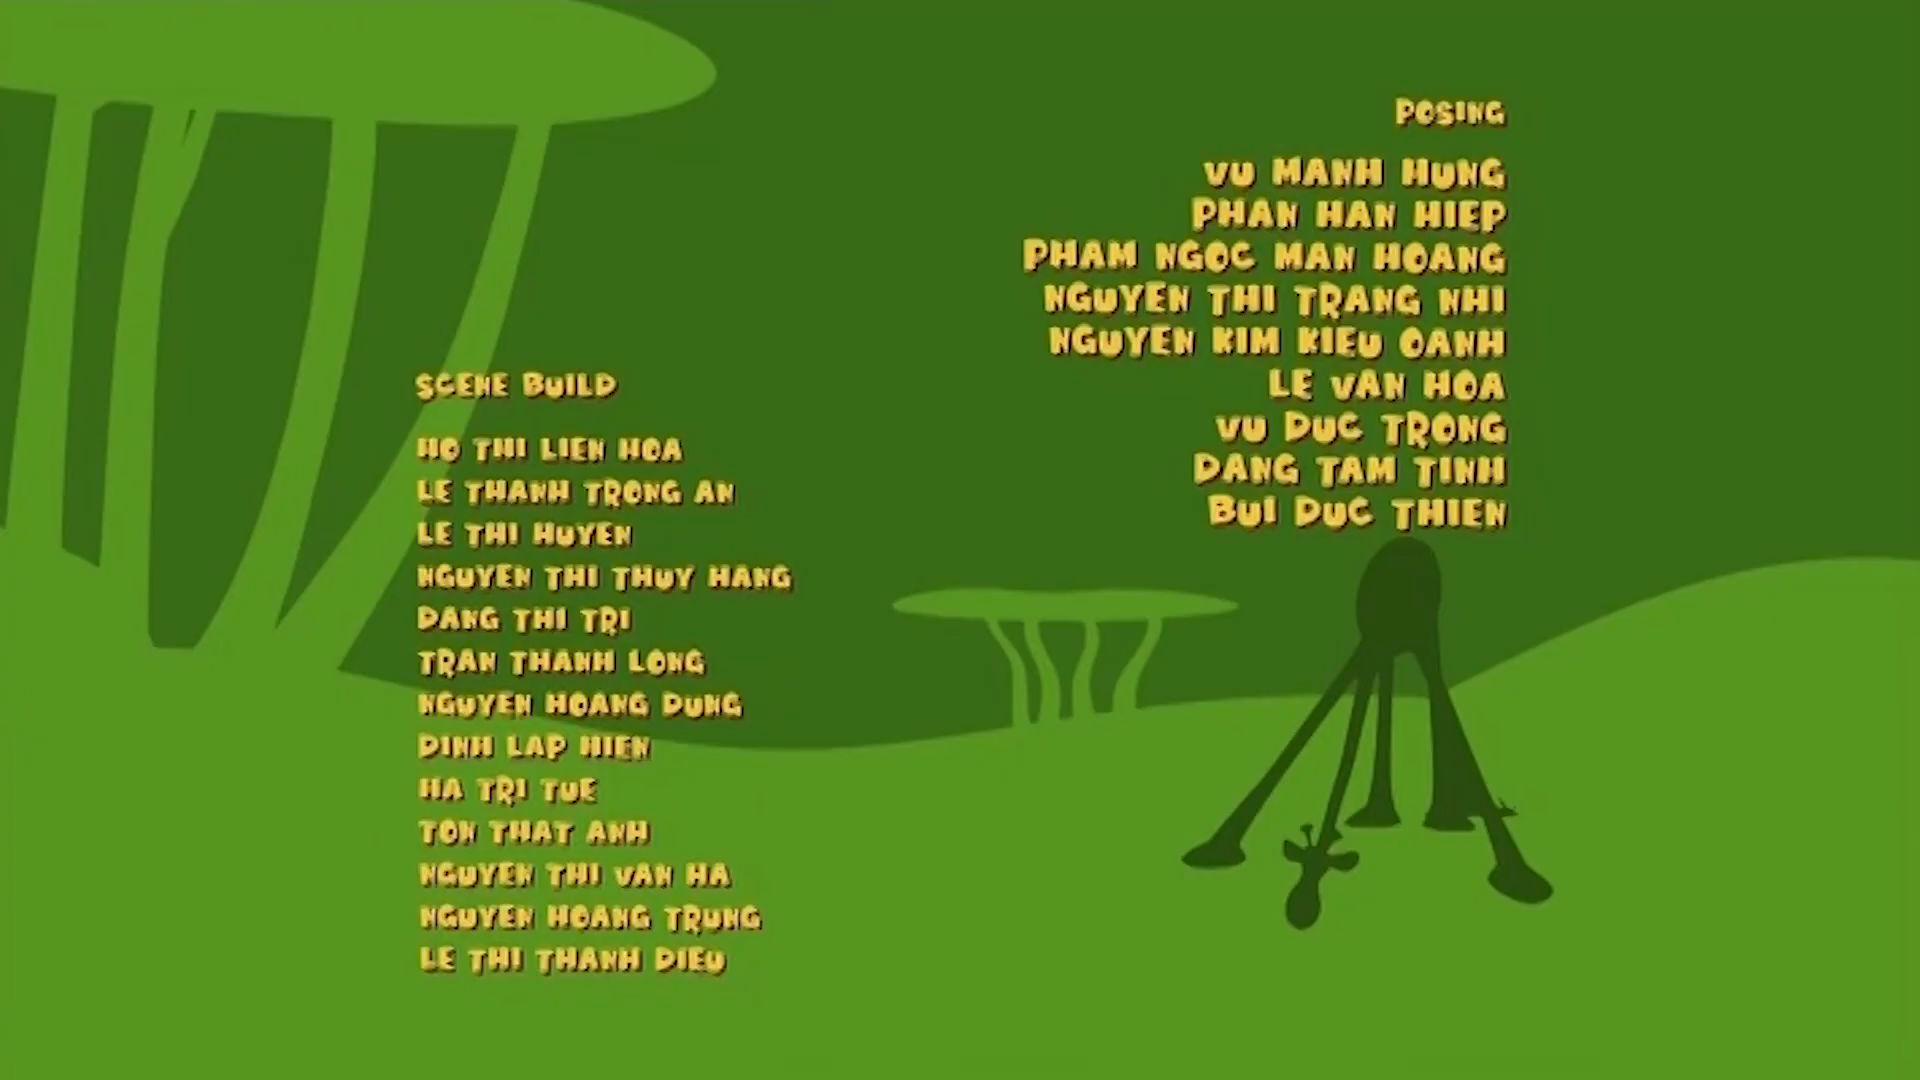 SCENE BUILD
HO THI LIEN HOA
LE THANH TRONG AN
LE THI HUYEN
NGUYEN THI THUY HANG
DANG THI TRI
TRAN THANH LONG
NGUYEN HOANG DUNG
DINH LAP HIEN
HA TRI TUE
TON THAT ANH
NGUYEN THI VAN HA
NGUYEN HOANG TRUNG
LE THI THANH DIEU
POSING
VU MANH HUNG
PHAN HAN HIEP
PHAM NGOC MAN HOANG
NGUYEN THI TRANG NHI
NGUYEN KIM KIEU OANH
LE VAN HOA
VU DUC TRONG
DANG TAM TINH
BUI DUC THIEN